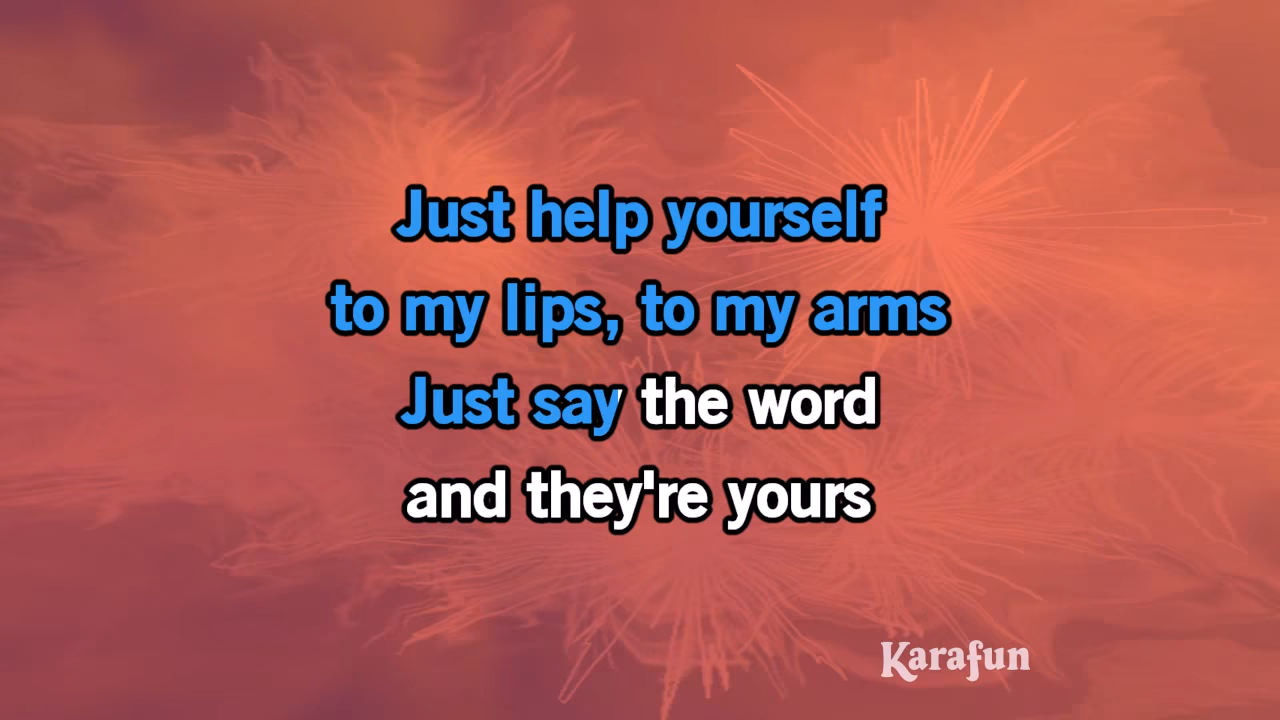 Just help yourself
to my lips, to my arms
Just say the word
and they're yours
Karafun